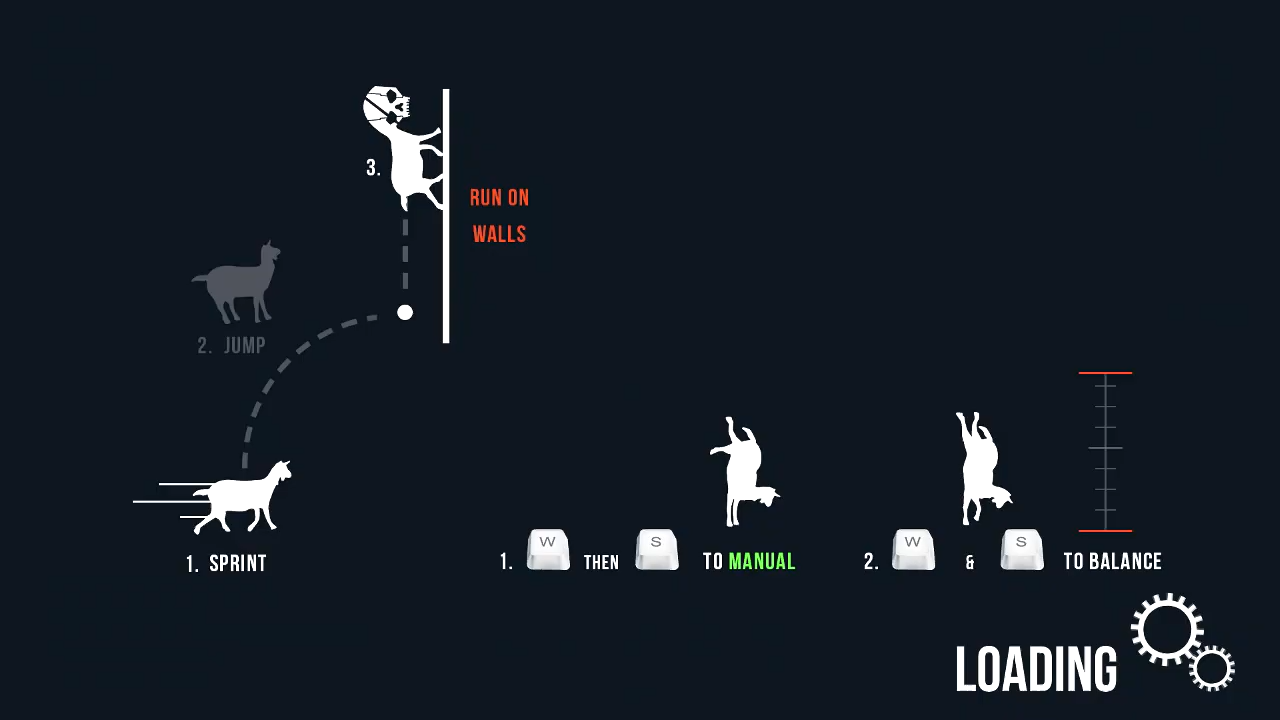 3.
RUN ON
WALLS
2. JUMP
1. SPRINT
1. W THEN S TO MANUAL
2. W & S TO BALANCE
LOADING